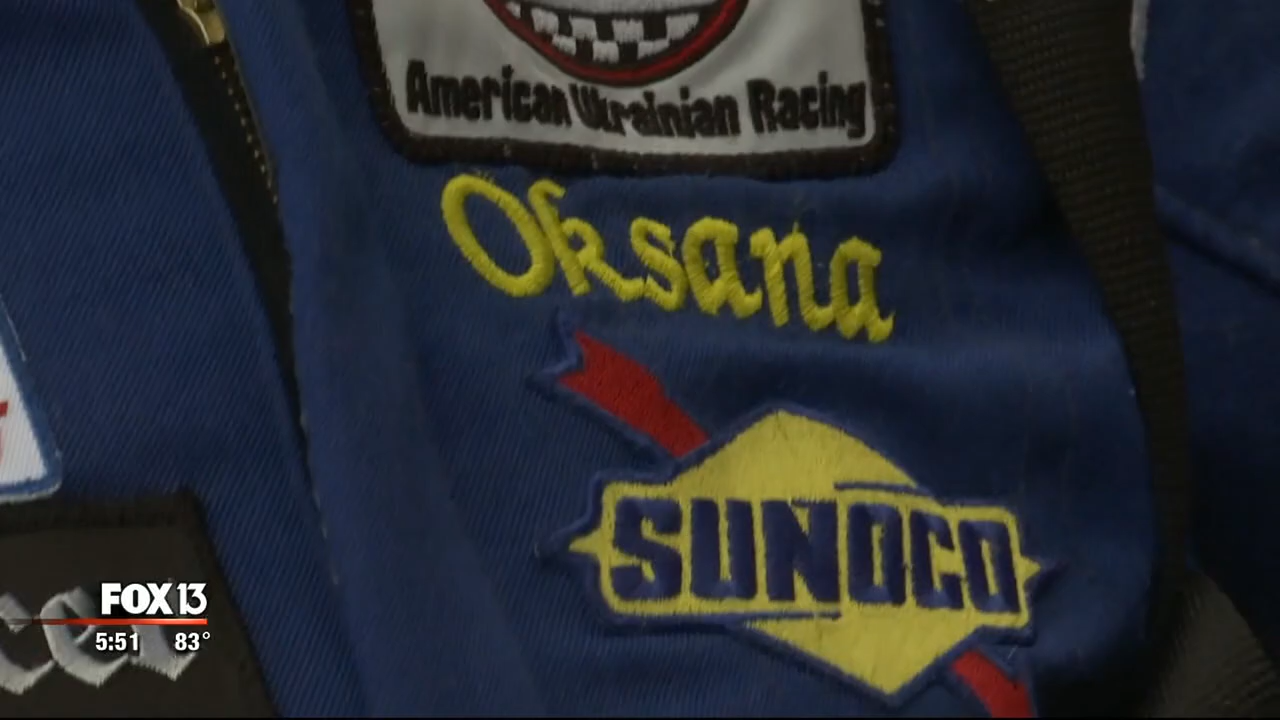 American Ukrainian Racing
Oksana
SUNOCO
FOX 13
5:51 83°